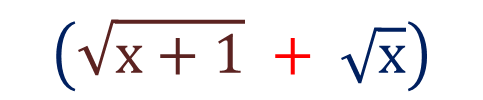 (√x + 1 + √x)